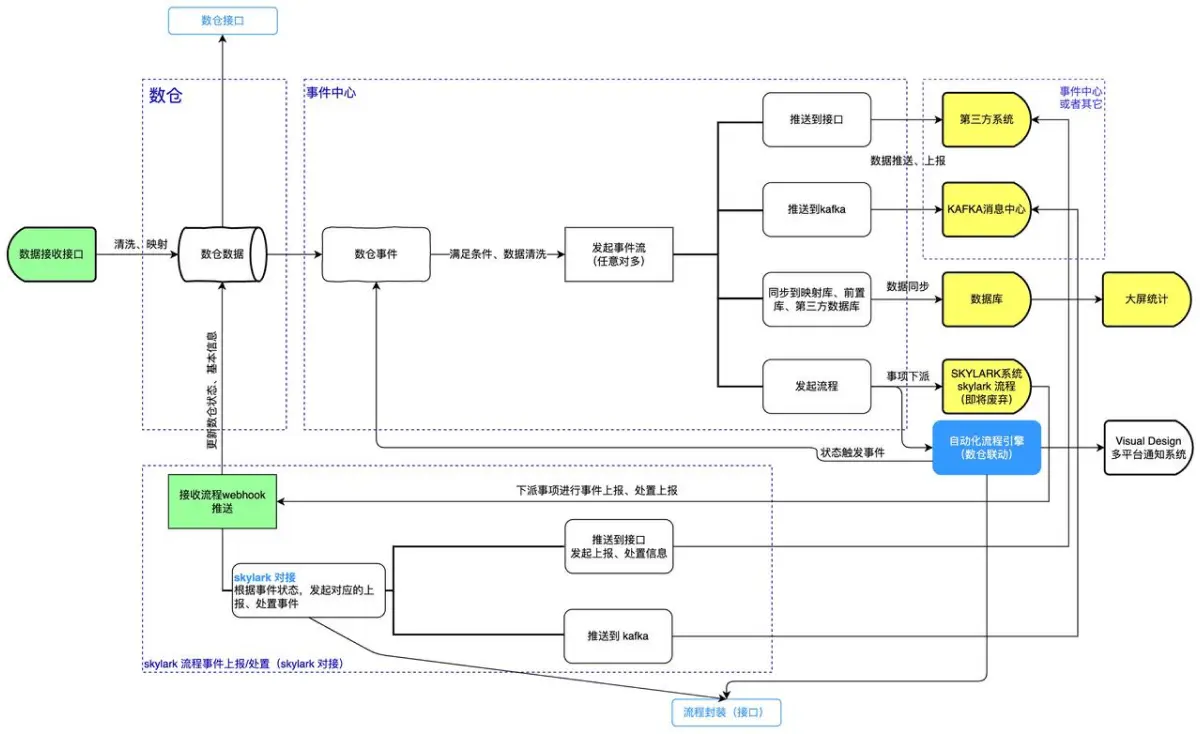 数仓接口
数仓
事件中心
事件中心
或者其它
推送到接口
第三方系统
数据推送、上报
推送到kafka
KAFKA消息中心
数据接收接口
清洗、映射
数仓数据
数仓事件
满足条件、数据清洗
发起事件流
（任意对多）
同步到映射库、前置
库、第三方数据库
数据同步
数据库
大屏统计
更新数仓状态、基本信息
发起流程
事项下派
SKYLARK系统
skylark 流程
（即将废弃）
状态触发事件
自动化流程引擎
（数仓联动）
Visual Design
多平台通知系统
接收流程webhook
推送
下派事项进行事件上报、处置上报
推送到接口
发起上报、处置信息
skylark 对接
根据事件状态，发起对应的上
报、处置事件
推送到 kafka
skylark 流程事件上报/处置（skylark 对接）
流程封装（接口）